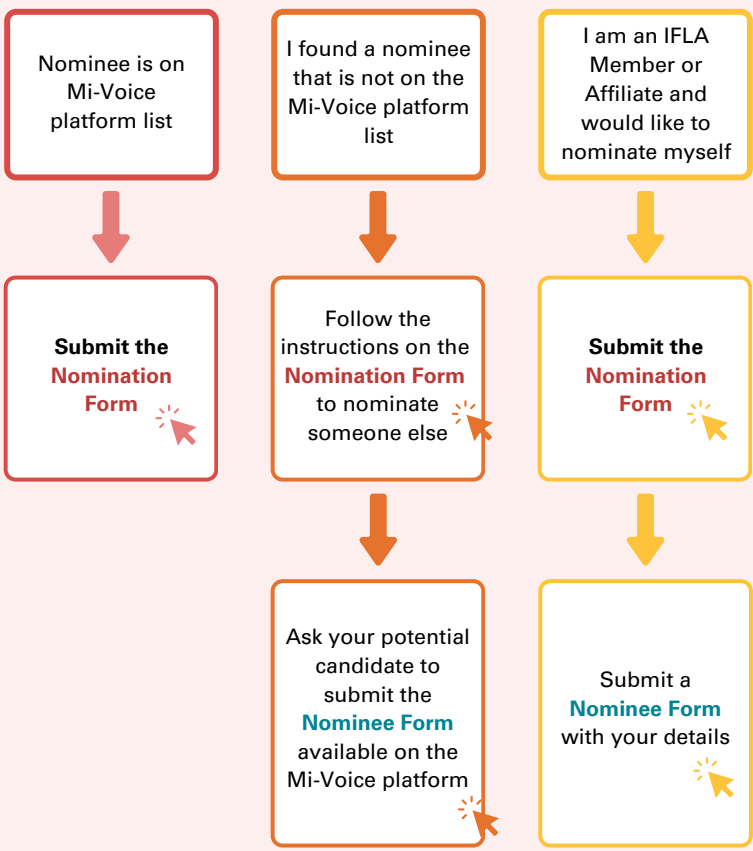 Nominee is on
Mi-Voice
platform list
I found a nominee
that is not on the
Mi-Voice platform
list
I am an IFLA
Member or
Affiliate and
would like to
nominate myself
Submit the
Nomination
Form
Follow the
instructions on the
Nomination Form
to nominate
someone else
Submit the
Nomination
Form
Ask your potential
candidate to
submit the
Nominee Form
available on the
Mi-Voice platform
Submit a
Nominee Form
with your details